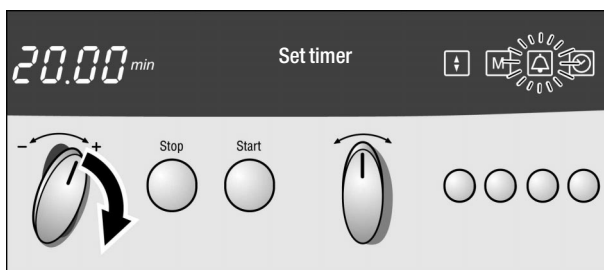 20.00 min
Set timer
M
- +
Stop
Start